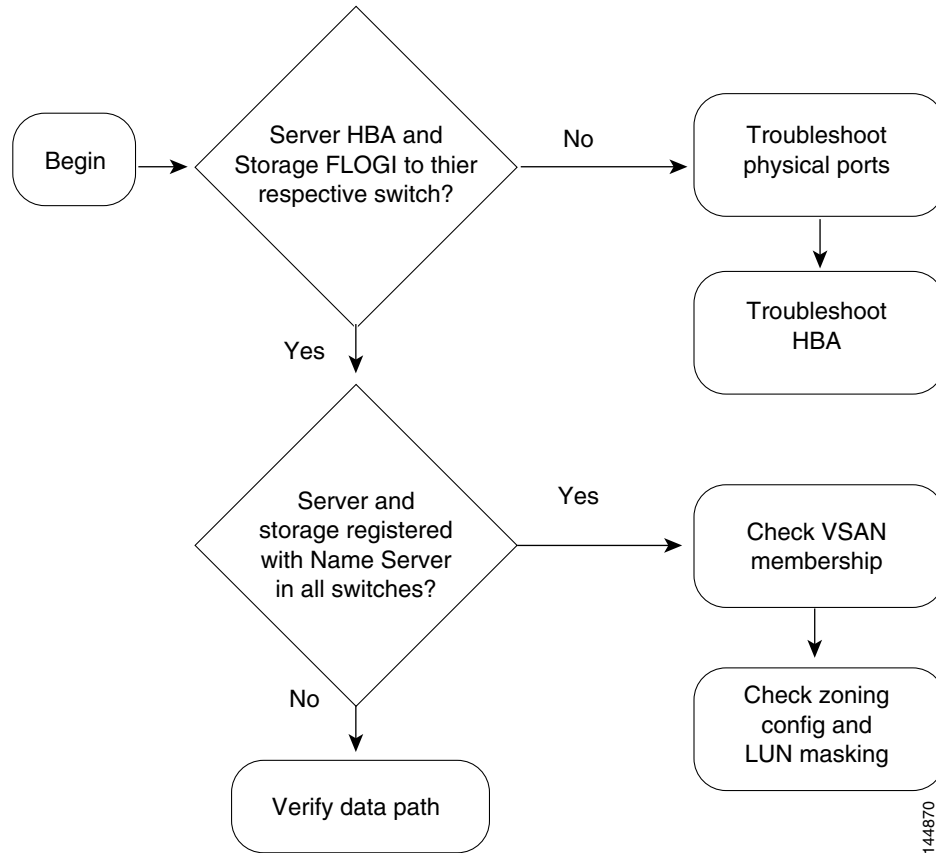 Begin
Server HBA and
Storage FLOGI to thier
respective switch?
No
Troubleshoot
physical ports
Troubleshoot
HBA
Yes
Server and
storage registered
with Name Server
in all switches?
Yes
Check VSAN
membership
Check zoning
config and
LUN masking
No
Verify data path
144870